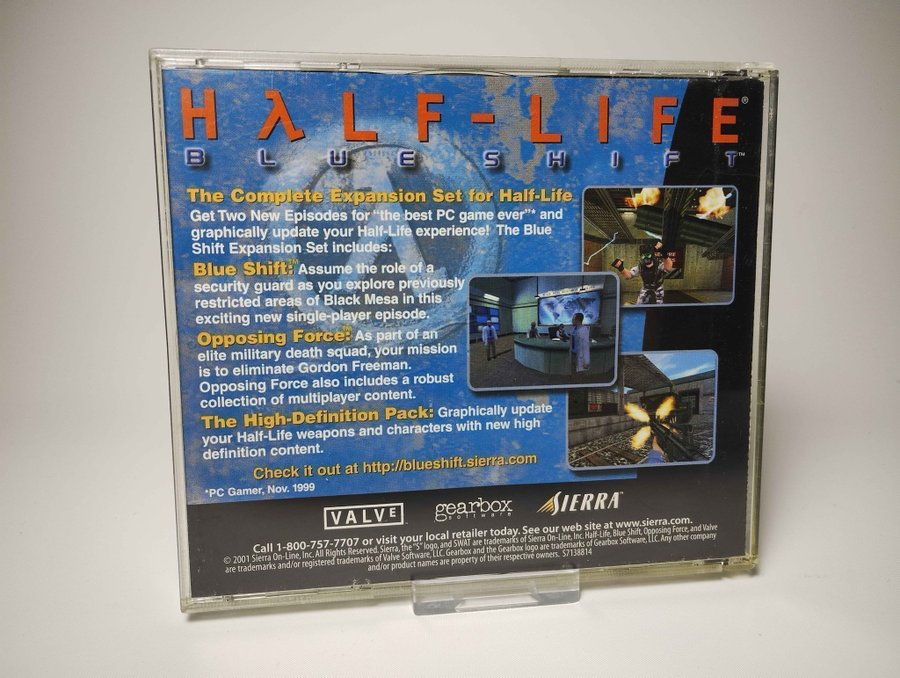 HλLF-LIFE®
BLUE SHIFT™
The Complete Expansion Set for Half-Life
Get Two New Episodes for "the best PC game ever"* and
graphically update your Half-Life experience! The Blue
Shift Expansion Set includes:
Blue Shift:™ Assume the role of a
security guard as you explore previously
restricted areas of Black Mesa in this
exciting new single-player episode.
Opposing Force:™ As part of an
elite military death squad, your mission
is to eliminate Gordon Freeman.
Opposing Force also includes a robust
collection of multiplayer content.
The High-Definition Pack: Graphically update
your Half-Life weapons and characters with new high
definition content.
Check it out at http://blueshift.sierra.com
*PC Gamer, Nov. 1999
VALVE
gearbox
software
SIERRA™
Call 1-800-757-7707 or visit your local retailer today. See our web site at www.sierra.com.
© 2001 Sierra On-Line, Inc. All Rights Reserved. Sierra, the "S" logo, and SWAT are trademarks of Sierra On-Line, Inc. Half-Life, Blue Shift, Opposing Force, and Valve
are trademarks and/or registered trademarks of Valve Software, LLC. Gearbox and the Gearbox logo are trademarks of Gearbox Software, LLC. Any other company
and/or product names are property of their respective owners. S7138814